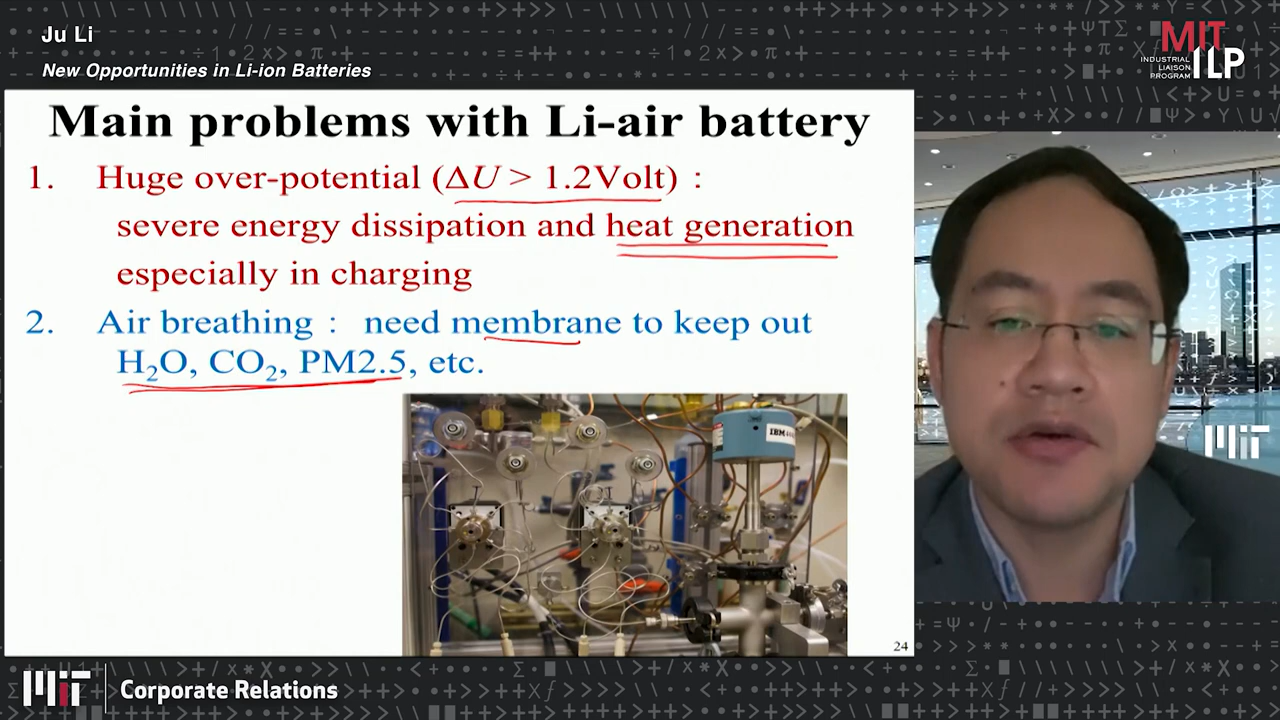 Ju Li
New Opportunities in Li-ion Batteries
MIT
INDUSTRIAL
LIAISON
PROGRAM
ILP
Main problems with Li-air battery
1. Huge over-potential (ΔU > 1.2Volt) :
severe energy dissipation and heat generation
especially in charging
2. Air breathing : need membrane to keep out
H₂O, CO₂, PM2.5, etc.
IBM
MIT
24
MIT
Corporate Relations